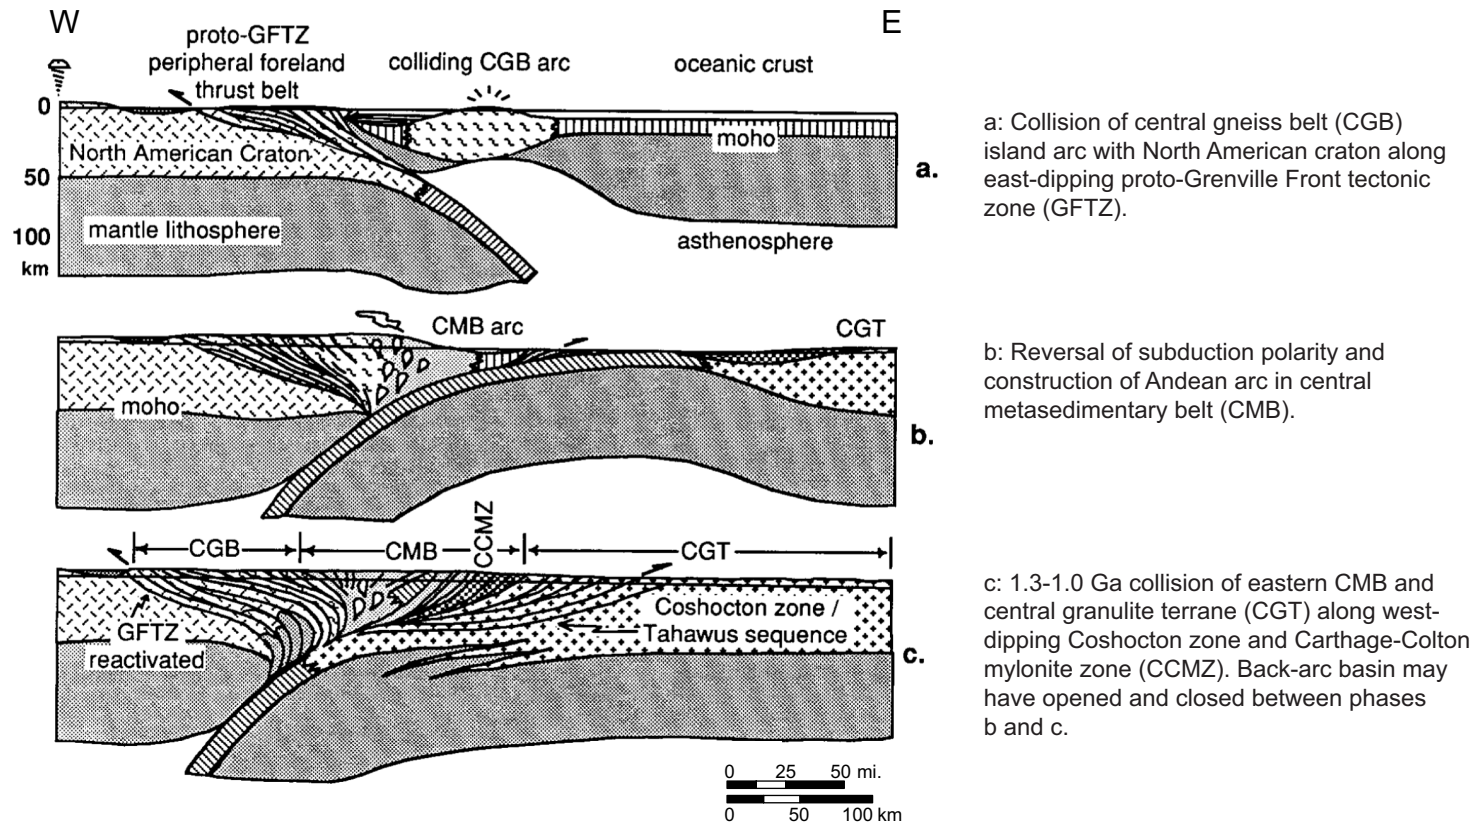 W
E
proto-GFTZ
peripheral foreland
thrust belt
colliding CGB arc
oceanic crust
0
50
100
km
North American Craton
moho
mantle lithosphere
asthenosphere
a.
a: Collision of central gneiss belt (CGB)
island arc with North American craton along
east-dipping proto-Grenville Front tectonic
zone (GFTZ).
CMB arc
CGT
moho
b.
b: Reversal of subduction polarity and
construction of Andean arc in central
metasedimentary belt (CMB).
CGB
CMB
CCMZ
CGT
GFTZ
reactivated
Coshocton zone /
Tahawus sequence
c.
c: 1.3-1.0 Ga collision of eastern CMB and
central granulite terrane (CGT) along west-
dipping Coshocton zone and Carthage-Colton
mylonite zone (CCMZ). Back-arc basin may
have opened and closed between phases
b and c.
0 25 50 mi.
0 50 100 km